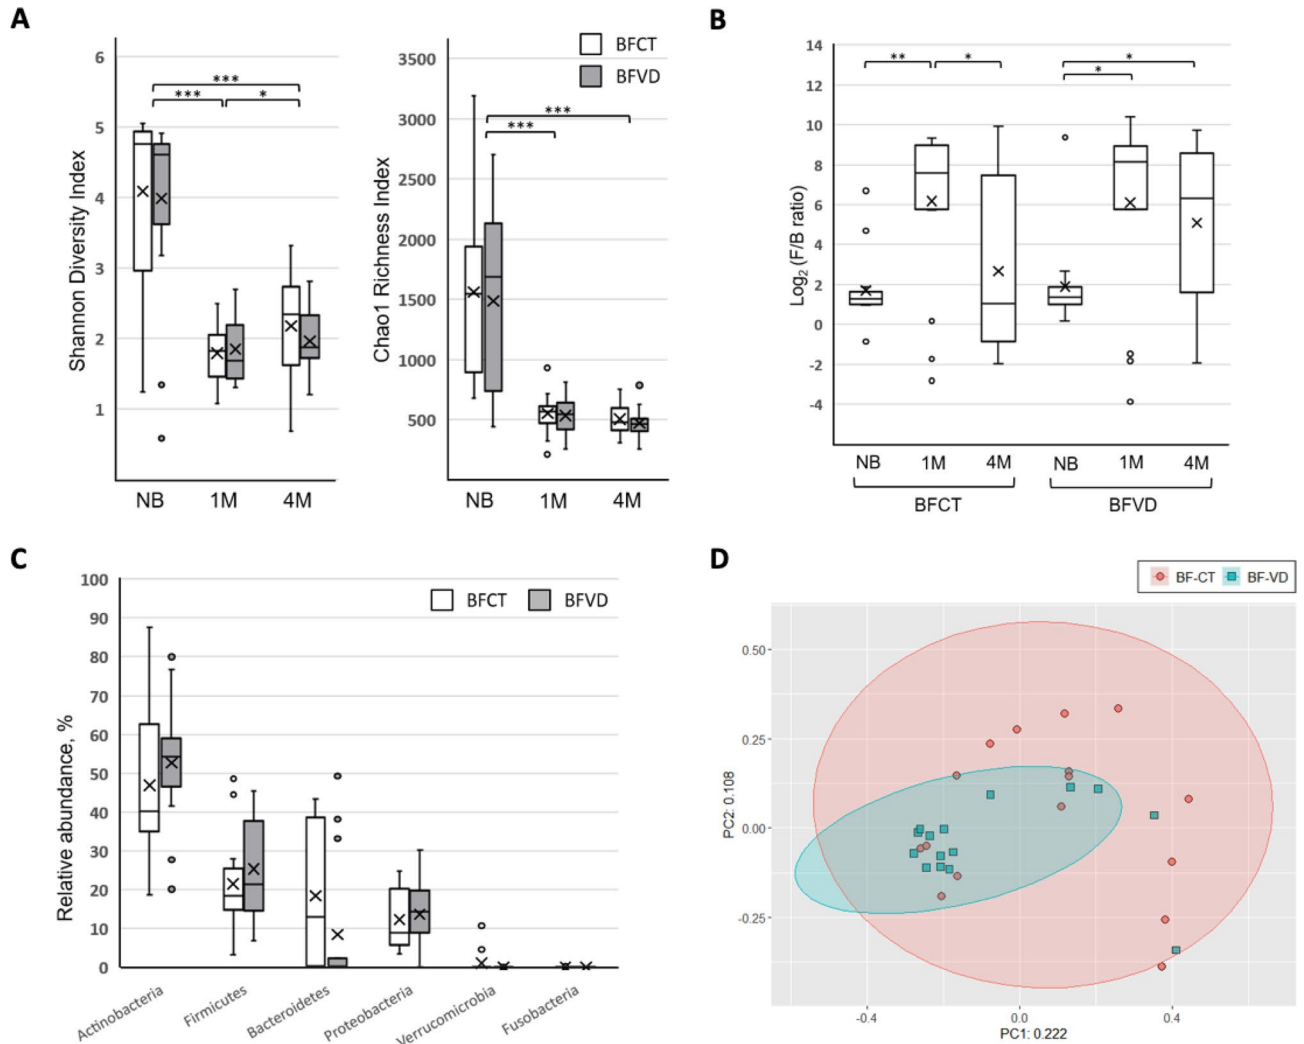 A
Shannon Diversity Index
6
5
4
3
2
1
***
***
*
NB
1M
4M
Chao1 Richness Index
3500
3000
2500
2000
1500
1000
500
BFCT
BFVD
***
***
NB
1M
4M
B
Log2 (F/B ratio)
14
12
10
8
6
4
2
0
-2
-4
**
*
*
*
NB
1M
4M
NB
1M
4M
BFCT
BFVD
C
Relative abundance, %
100
90
80
70
60
50
40
30
20
10
0
BFCT
BFVD
Actinobacteria
Firmicutes
Bacteroidetes
Proteobacteria
Verrucomicrobia
Fusobacteria
D
BF-CT
BF-VD
PC2: 0.108
0.50
0.25
0.00
-0.25
-0.4
0.0
0.4
PC1: 0.222